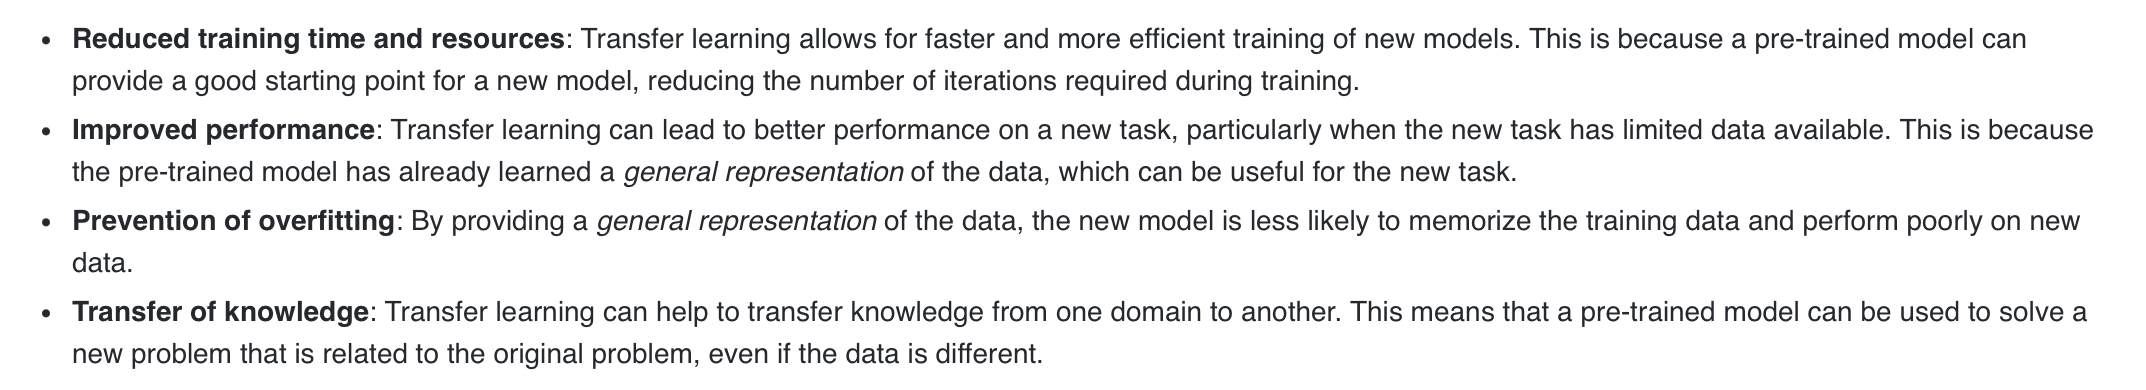 • Reduced training time and resources: Transfer learning allows for faster and more efficient training of new models. This is because a pre-trained model can
provide a good starting point for a new model, reducing the number of iterations required during training.
• Improved performance: Transfer learning can lead to better performance on a new task, particularly when the new task has limited data available. This is because
the pre-trained model has already learned a general representation of the data, which can be useful for the new task.
• Prevention of overfitting: By providing a general representation of the data, the new model is less likely to memorize the training data and perform poorly on new
data.
• Transfer of knowledge: Transfer learning can help to transfer knowledge from one domain to another. This means that a pre-trained model can be used to solve a
new problem that is related to the original problem, even if the data is different.